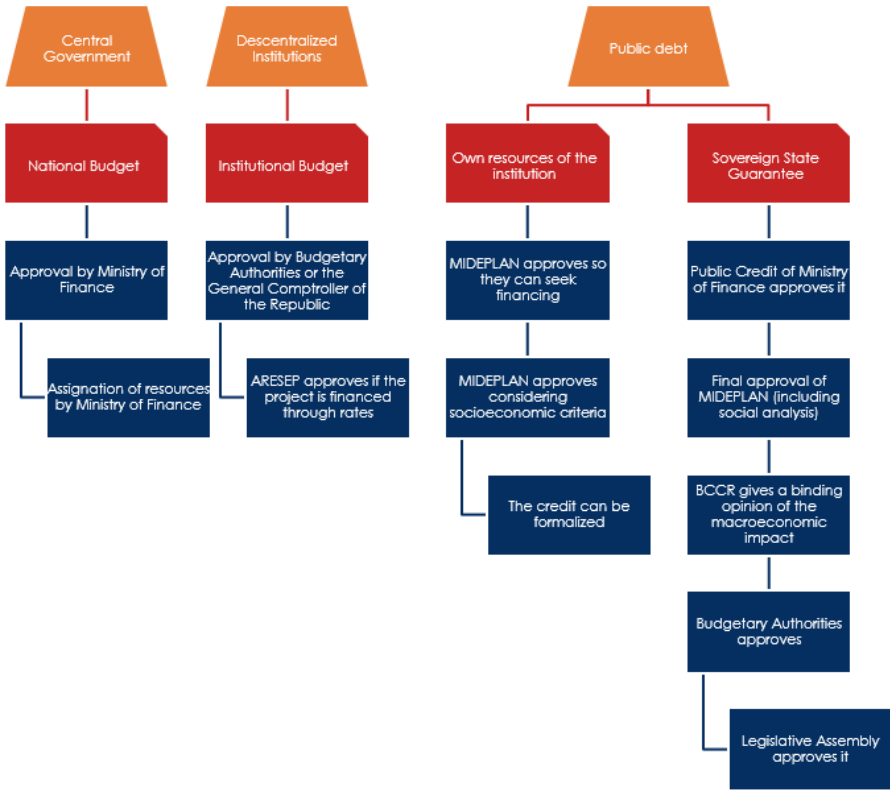 Central
Government
Descentralized
Institutions
Public debt
National Budget
Institutional Budget
Own resources of the
institution
Sovereign State
Guarantee
Approval by Ministry of
Finance
Approval by Budgetary
Authorities or the
General Comptroller of
the Republic
MIDEPLAN approves so
they can seek
financing
Public Credit of Ministry
of Finance approves it
Assignation of resources
by Ministry of Finance
ARESEP approves if the
project is financed
through rates
MIDEPLAN approves
considering
socioeconomic criteria
Final approval of
MIDEPLAN (including
social analysis)
The credit can be
formalized
BCCR gives a binding
opinion of the
macroeconomic
impact
Budgetary Authorities
approves
Legislative Assembly
approves it